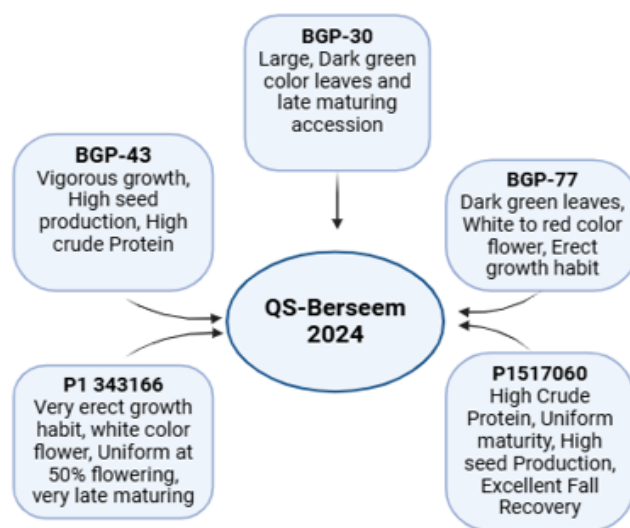 BGP-30
Large, Dark green
color leaves and
late maturing
accession
BGP-43
Vigorous growth,
High seed
production, High
crude Protein
BGP-77
Dark green leaves,
White to red color
flower, Erect
growth habit
QS-Berseem
2024
P1 343166
Very erect growth
habit, white color
flower, Uniform at
50% flowering,
very late maturing
P1517060
High Crude
Protein, Uniform
maturity, High
seed Production,
Excellent Fall
Recovery